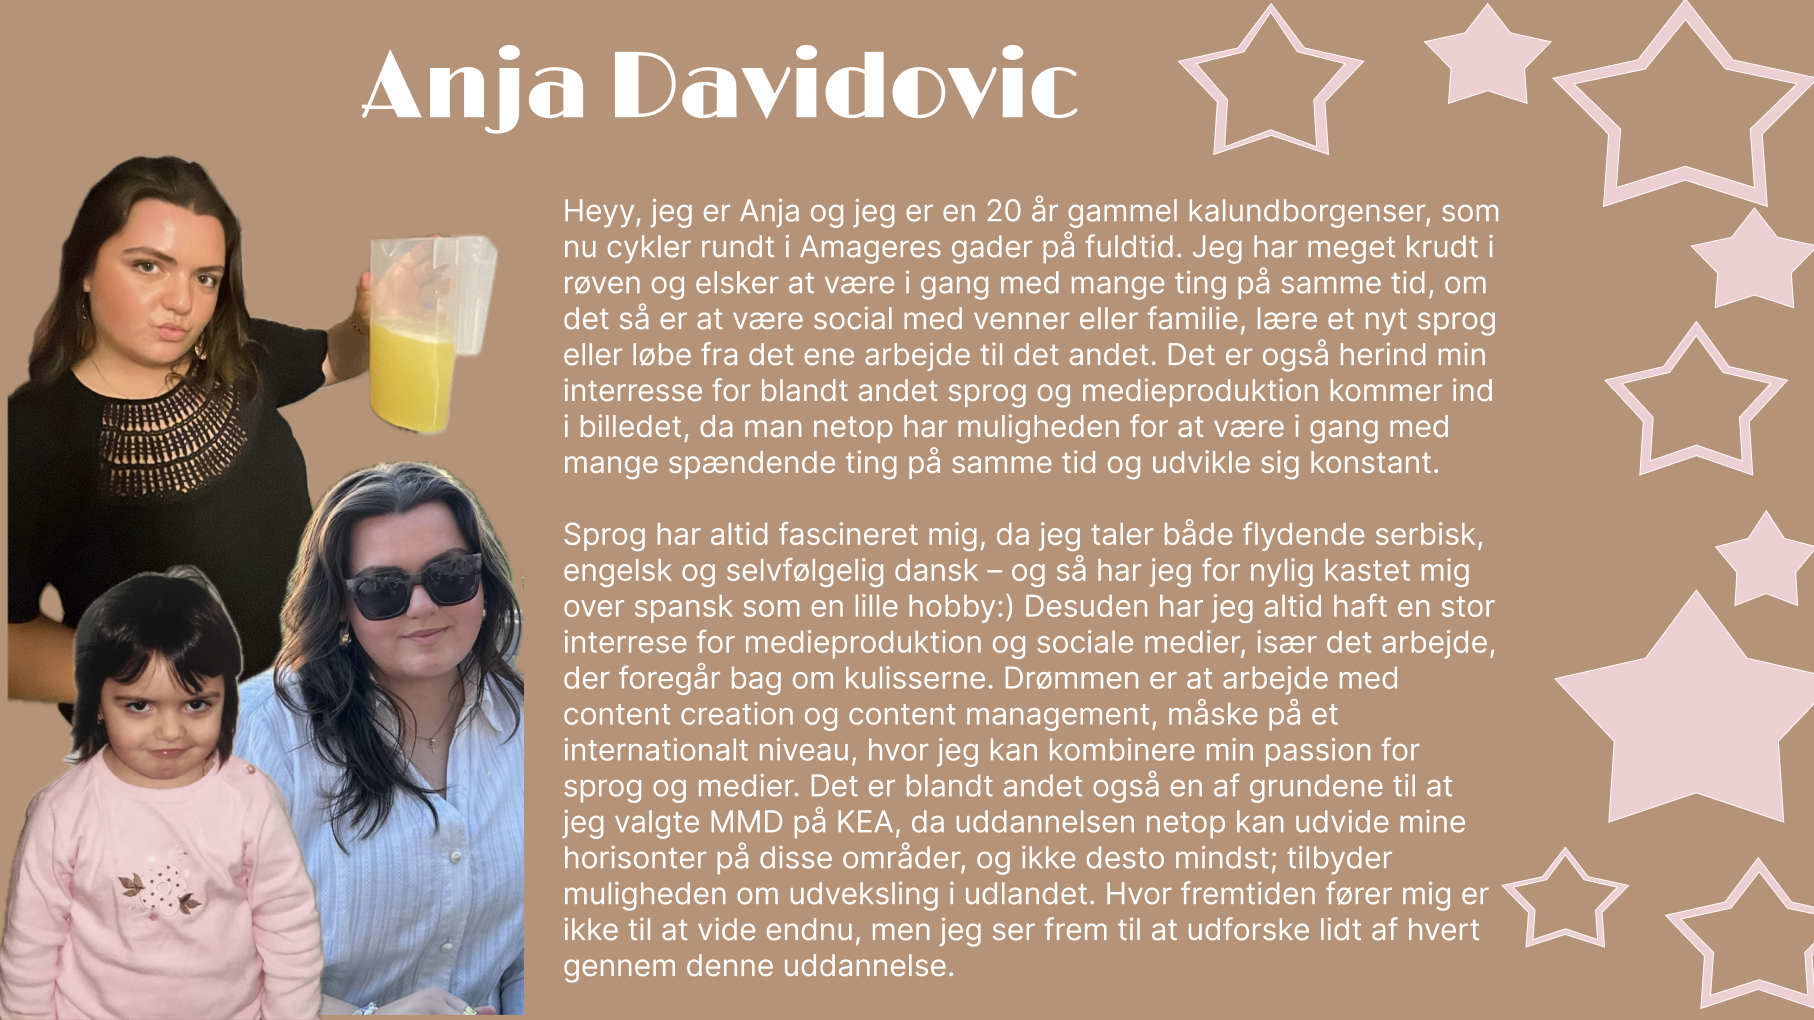 Anja Davidovic
Heyy, jeg er Anja og jeg er en 20 år gammel kalundborgenser, som
nu cykler rundt i Amageres gader på fuldtid. Jeg har meget krudt i
røven og elsker at være i gang med mange ting på samme tid, om
det så er at være social med venner eller familie, lære et nyt sprog
eller løbe fra det ene arbejde til det andet. Det er også herind min
interresse for blandt andet sprog og medieproduktion kommer ind
i billedet, da man netop har muligheden for at være i gang med
mange spændende ting på samme tid og udvikle sig konstant.
Sprog har altid fascineret mig, da jeg taler både flydende serbisk,
engelsk og selvfølgelig dansk – og så har jeg for nylig kastet mig
over spansk som en lille hobby:) Desuden har jeg altid haft en stor
interrese for medieproduktion og sociale medier, især det arbejde,
der foregår bag om kulisserne. Drømmen er at arbejde med
content creation og content management, måske på et
internationalt niveau, hvor jeg kan kombinere min passion for
sprog og medier. Det er blandt andet også en af grundene til at
jeg valgte MMD på KEA, da uddannelsen netop kan udvide mine
horisonter på disse områder, og ikke desto mindst; tilbyder
muligheden om udveksling i udlandet. Hvor fremtiden fører mig er
ikke til at vide endnu, men jeg ser frem til at udforske lidt af hvert
gennem denne uddannelse.